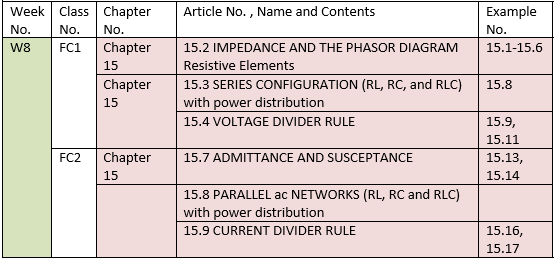 Week No. Class No. Chapter No. Article No. , Name and Contents Example No.
W8 FC1 Chapter 15 15.2 IMPEDANCE AND THE PHASOR DIAGRAM 15.1-15.6
Resistive Elements
Chapter 15 15.3 SERIES CONFIGURATION (RL, RC, and RLC) 15.8
with power distribution
15.4 VOLTAGE DIVIDER RULE 15.9, 15.11
FC2 Chapter 15 15.7 ADMITTANCE AND SUSCEPTANCE 15.13, 15.14
15.8 PARALLEL ac NETWORKS (RL, RC and RLC)
with power distribution
15.9 CURRENT DIVIDER RULE 15.16, 15.17